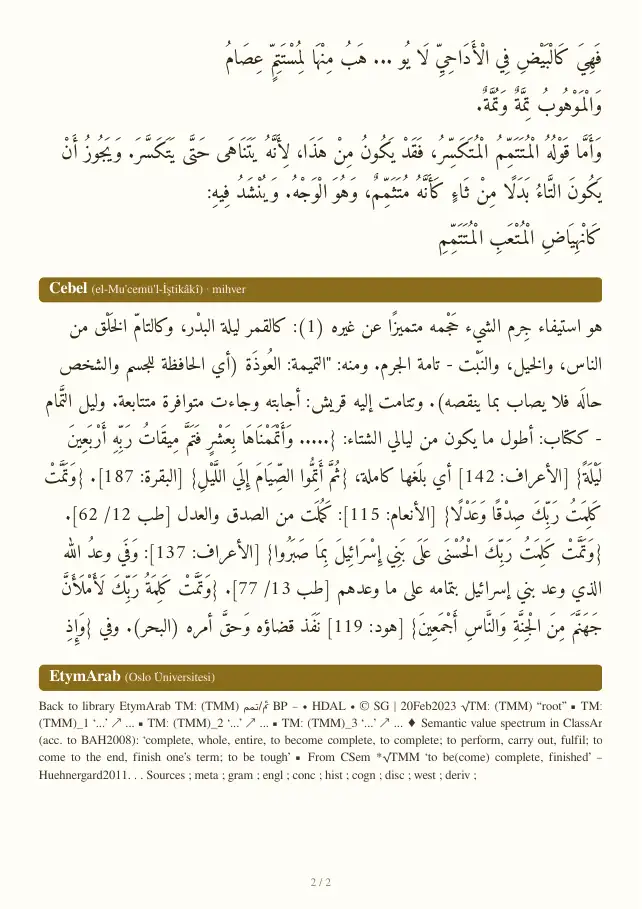 فَهِيَ كَالْبَيْضِ فِي الْأَدَاحِيِّ لَا يُو ... هَبُ مِنْهَا لِمُسْتَتِمٍّ عِصَامُ
وَالْمَوْهُوبُ تِمَّةٌ وَتُمَّةٌ.
وَأَمَّا قَوْلُهُ الْمُتَتَمِّمُ الْمُتَكَسِّرُ، فَقَدْ يَكُونُ مِنْ هَذَا، لِأَنَّهُ يَتَنَاهَى حَتَّى يَتَكَسَّرَ. وَيَجُوزُ أَنْ
يَكُونَ التَّاءُ بَدَلًا مِنْ ثَاءٍ كَأَنَّهُ مُتَثَمِّمٌ، وَهُوَ الْوَجْهُ. وَيُنْشَدُ فِيهِ:
كَانْهِيَاضِ الْمُتْعَبِ الْمُتَتَمِّمِ
Cebel (el-Mu'cemü'l-İştikâkî) · mihver
هو استيفاء جِرم الشيء حَجْمه متميزًا عن غيره (1): كالقمر ليلة البدْر، وكالتامّ الخَلْق من
الناس، والخيل، والنَبْت - تامة الجرم. ومنه: "التميمة: العُوذَة (أي الحافظة للجسم والشخص
حالَه فلا يصاب بما ينقصه). وتتامت إليه قريش: أجابته وجاءت متوافرة متتابعة. وليل التَّمام
- ككتاب: أطول ما يكون من ليالي الشتاء: {..... وَأَتْمَمْنَاهَا بِعَشْرٍ فَتَمَّ مِيقَاتُ رَبِّهِ أَرْبَعِينَ
لَيْلَةً} [الأعراف: 142] أي بلَغها كاملة، {ثُمَّ أَتِمُّوا الصِّيَامَ إِلَى اللَّيْلِ} [البقرة: 187]. {وَتَمَّتْ
كَلِمَتُ رَبِّكَ صِدْقًا وَعَدْلًا} [الأنعام: 115]: كَمُلَت من الصدق والعدل [طب 12/ 62].
{وَتَمَّتْ كَلِمَتُ رَبِّكَ الْحُسْنَى عَلَى بَنِي إِسْرَائِيلَ بِمَا صَبَرُوا} [الأعراف: 137]: وَفَى وعدُ الله
الذي وعد بني إسرائيل بتمامه على ما وعدهم [طب 13/ 77]. {وَتَمَّتْ كَلِمَةُ رَبِّكَ لَأَمْلَأَنَّ
جَهَنَّمَ مِنَ الْجِنَّةِ وَالنَّاسِ أَجْمَعِينَ} [هود: 119] نَفَذ قضاؤه وَحقَّ أمره (البحر). وفي {وَإِذِ
EtymArab (Oslo Üniversitesi)
Back to library EtymArab TM: (TMM) تمّ/تمم BP – • HDAL • © SG | 20Feb2023 √TM: (TMM) “root” ▪ TM:
(TMM)_1 ‘...’ ↗ ... ▪ TM: (TMM)_2 ‘...’ ↗ ... ▪ TM: (TMM)_3 ‘...’ ↗ ... ♦ Semantic value spectrum in ClassAr
(acc. to BAH2008): ‘complete, whole, entire, to become complete, to complete; to perform, carry out, fulfil; to
come to the end, finish one’s term; to be tough’ ▪ From CSem *√TMM ‘to be(come) complete, finished’ –
Huehnergard2011. . . Sources ; meta ; gram ; engl ; conc ; hist ; cogn ; disc ; west ; deriv ;
2 / 2